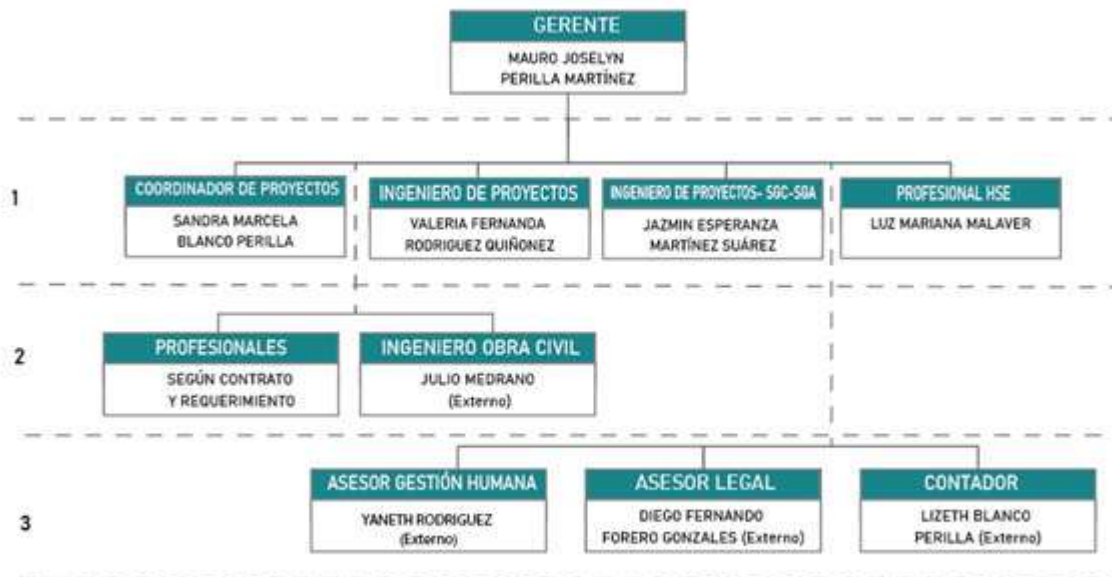 GERENTE
MAURO JOSELYN
PERILLA MARTÍNEZ
1
COORDINADOR DE PROYECTOS
SANDRA MARCELA
BLANCO PERILLA
INGENIERO DE PROYECTOS
VALERIA FERNANDA
RODRIGUEZ QUIÑONEZ
INGENIERO DE PROYECTOS- SGC-SGA
JAZMIN ESPERANZA
MARTÍNEZ SUÁREZ
PROFESIONAL HSE
LUZ MARIANA MALAVER
2
PROFESIONALES
SEGÚN CONTRATO
Y REQUERIMIENTO
INGENIERO OBRA CIVIL
JULIO MEDRANO
(Externo)
3
ASESOR GESTIÓN HUMANA
YANETH RODRIGUEZ
(Externo)
ASESOR LEGAL
DIEGO FERNANDO
FORERO GONZALES (Externo)
CONTADOR
LIZETH BLANCO
PERILLA (Externo)